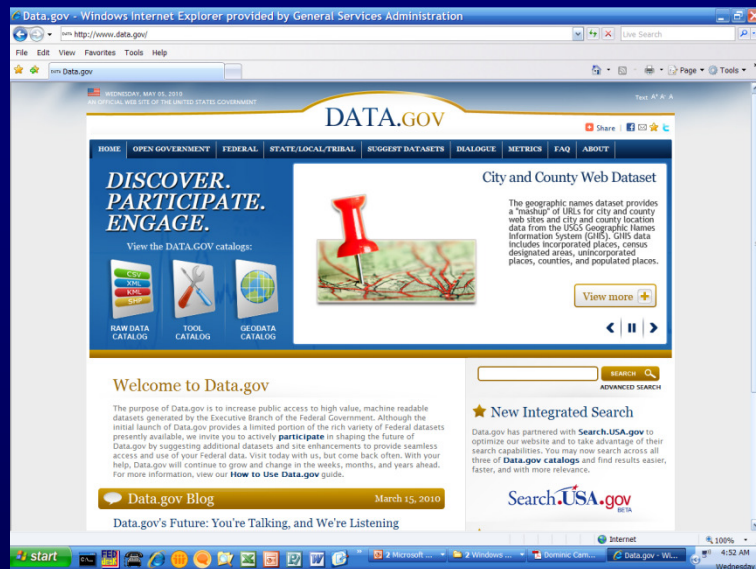 Data.gov - Windows Internet Explorer provided by General Services Administration
http://www.data.gov/
Live Search
File Edit View Favorites Tools Help
Data.gov
Page Tools
WEDNESDAY, MAY 05, 2010
AN OFFICIAL WEB SITE OF THE UNITED STATES GOVERNMENT
Text A+ A- A
DATA.GOV
Share
HOME OPEN GOVERNMENT FEDERAL STATE/LOCAL/TRIBAL SUGGEST DATASETS DIALOGUE METRICS FAQ ABOUT
DISCOVER.
PARTICIPATE.
ENGAGE.
View the DATA.GOV catalogs:
CSV
XML
KML
SHP
RAW DATA
CATALOG
TOOL
CATALOG
GEODATA
CATALOG
City and County Web Dataset
The geographic names dataset provides
a "mashup" of URLs for city and county
web sites and city and county location
data from the USGS Geographic Names
Information System (GNIS). GNIS data
includes incorporated places, census
designated areas, unincorporated
places, counties, and populated places.
View more
Welcome to Data.gov
The purpose of Data.gov is to increase public access to high value, machine readable
datasets generated by the Executive Branch of the Federal Government. Although the
initial launch of Data.gov provides a limited portion of the rich variety of Federal datasets
presently available, we invite you to actively participate in shaping the future of
Data.gov by suggesting additional datasets and site enhancements to provide seamless
access and use of your Federal data. Visit today with us, but come back often. With your
help, Data.gov will continue to grow and change in the weeks, months, and years ahead.
For more information, view our How to Use Data.gov guide.
Data.gov Blog
March 15, 2010
Data.gov's Future: You're Talking, and We're Listening
SEARCH
ADVANCED SEARCH
New Integrated Search
Data.gov has partnered with Search.USA.gov to
optimize our website and to take advantage of their
search capabilities. You may now search across all
three of Data.gov catalogs and find results easier,
faster, and with more relevance.
Search.USA.gov
BETA
Internet
100%
start
2 Microsoft ...
2 Windows ...
Dominic Cam...
Data.gov - Wi...
4:52 AM
Wednesday